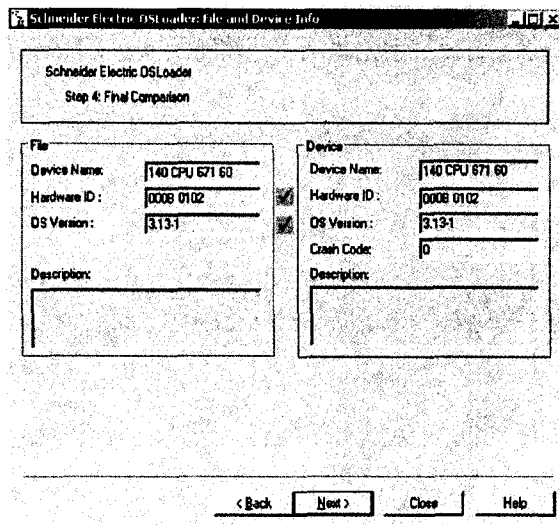 Schneider Electric OSLoader: File and Device Info
Schneider Electric OSLoader
Step 4: Final Comparison
File
Device Name: 140 CPU 671 60
Hardware ID : 000B 0102
OS Version : 3.13-1
Description:
Device
Device Name: 140 CPU 671 60
Hardware ID : 000B 0102
OS Version : 3.13-1
Crash Code: 0
Description:
< Back
Next >
Close
Help